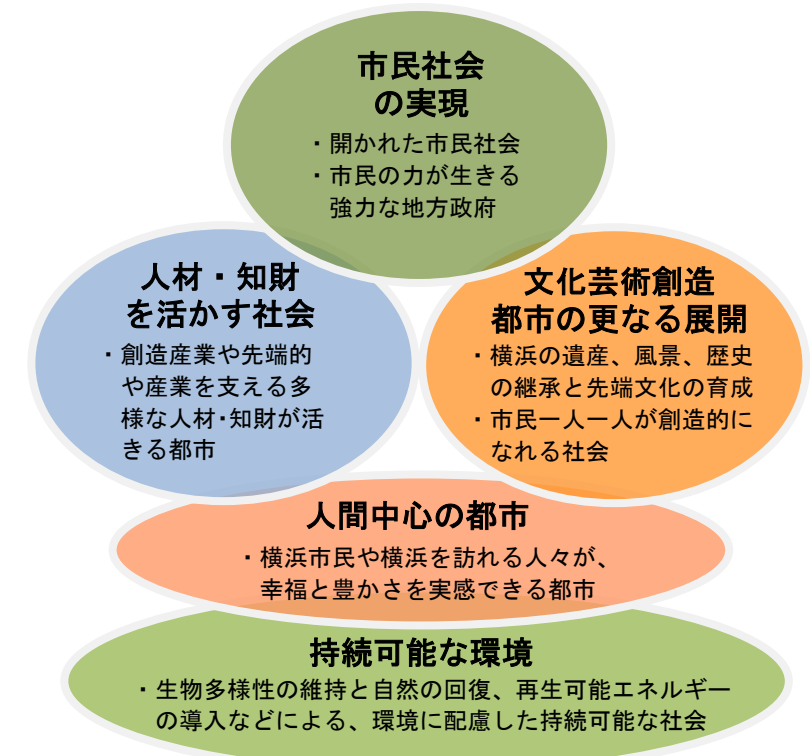 市民社会
の実現
・開かれた市民社会
・市民の力が生きる
強力な地方政府
人材・知財
を活かす社会
・創造産業や先端的
や産業を支える多
様な人材・知財が活
きる都市
文化芸術創造
都市の更なる展開
・横浜の遺産、風景、歴史
の継承と先端文化の育成
・市民一人一人が創造的に
なれる社会
人間中心の都市
・横浜市民や横浜を訪れる人々が、
幸福と豊かさを実感できる都市
持続可能な環境
・生物多様性の維持と自然の回復、再生可能エネルギー
の導入などによる、環境に配慮した持続可能な社会